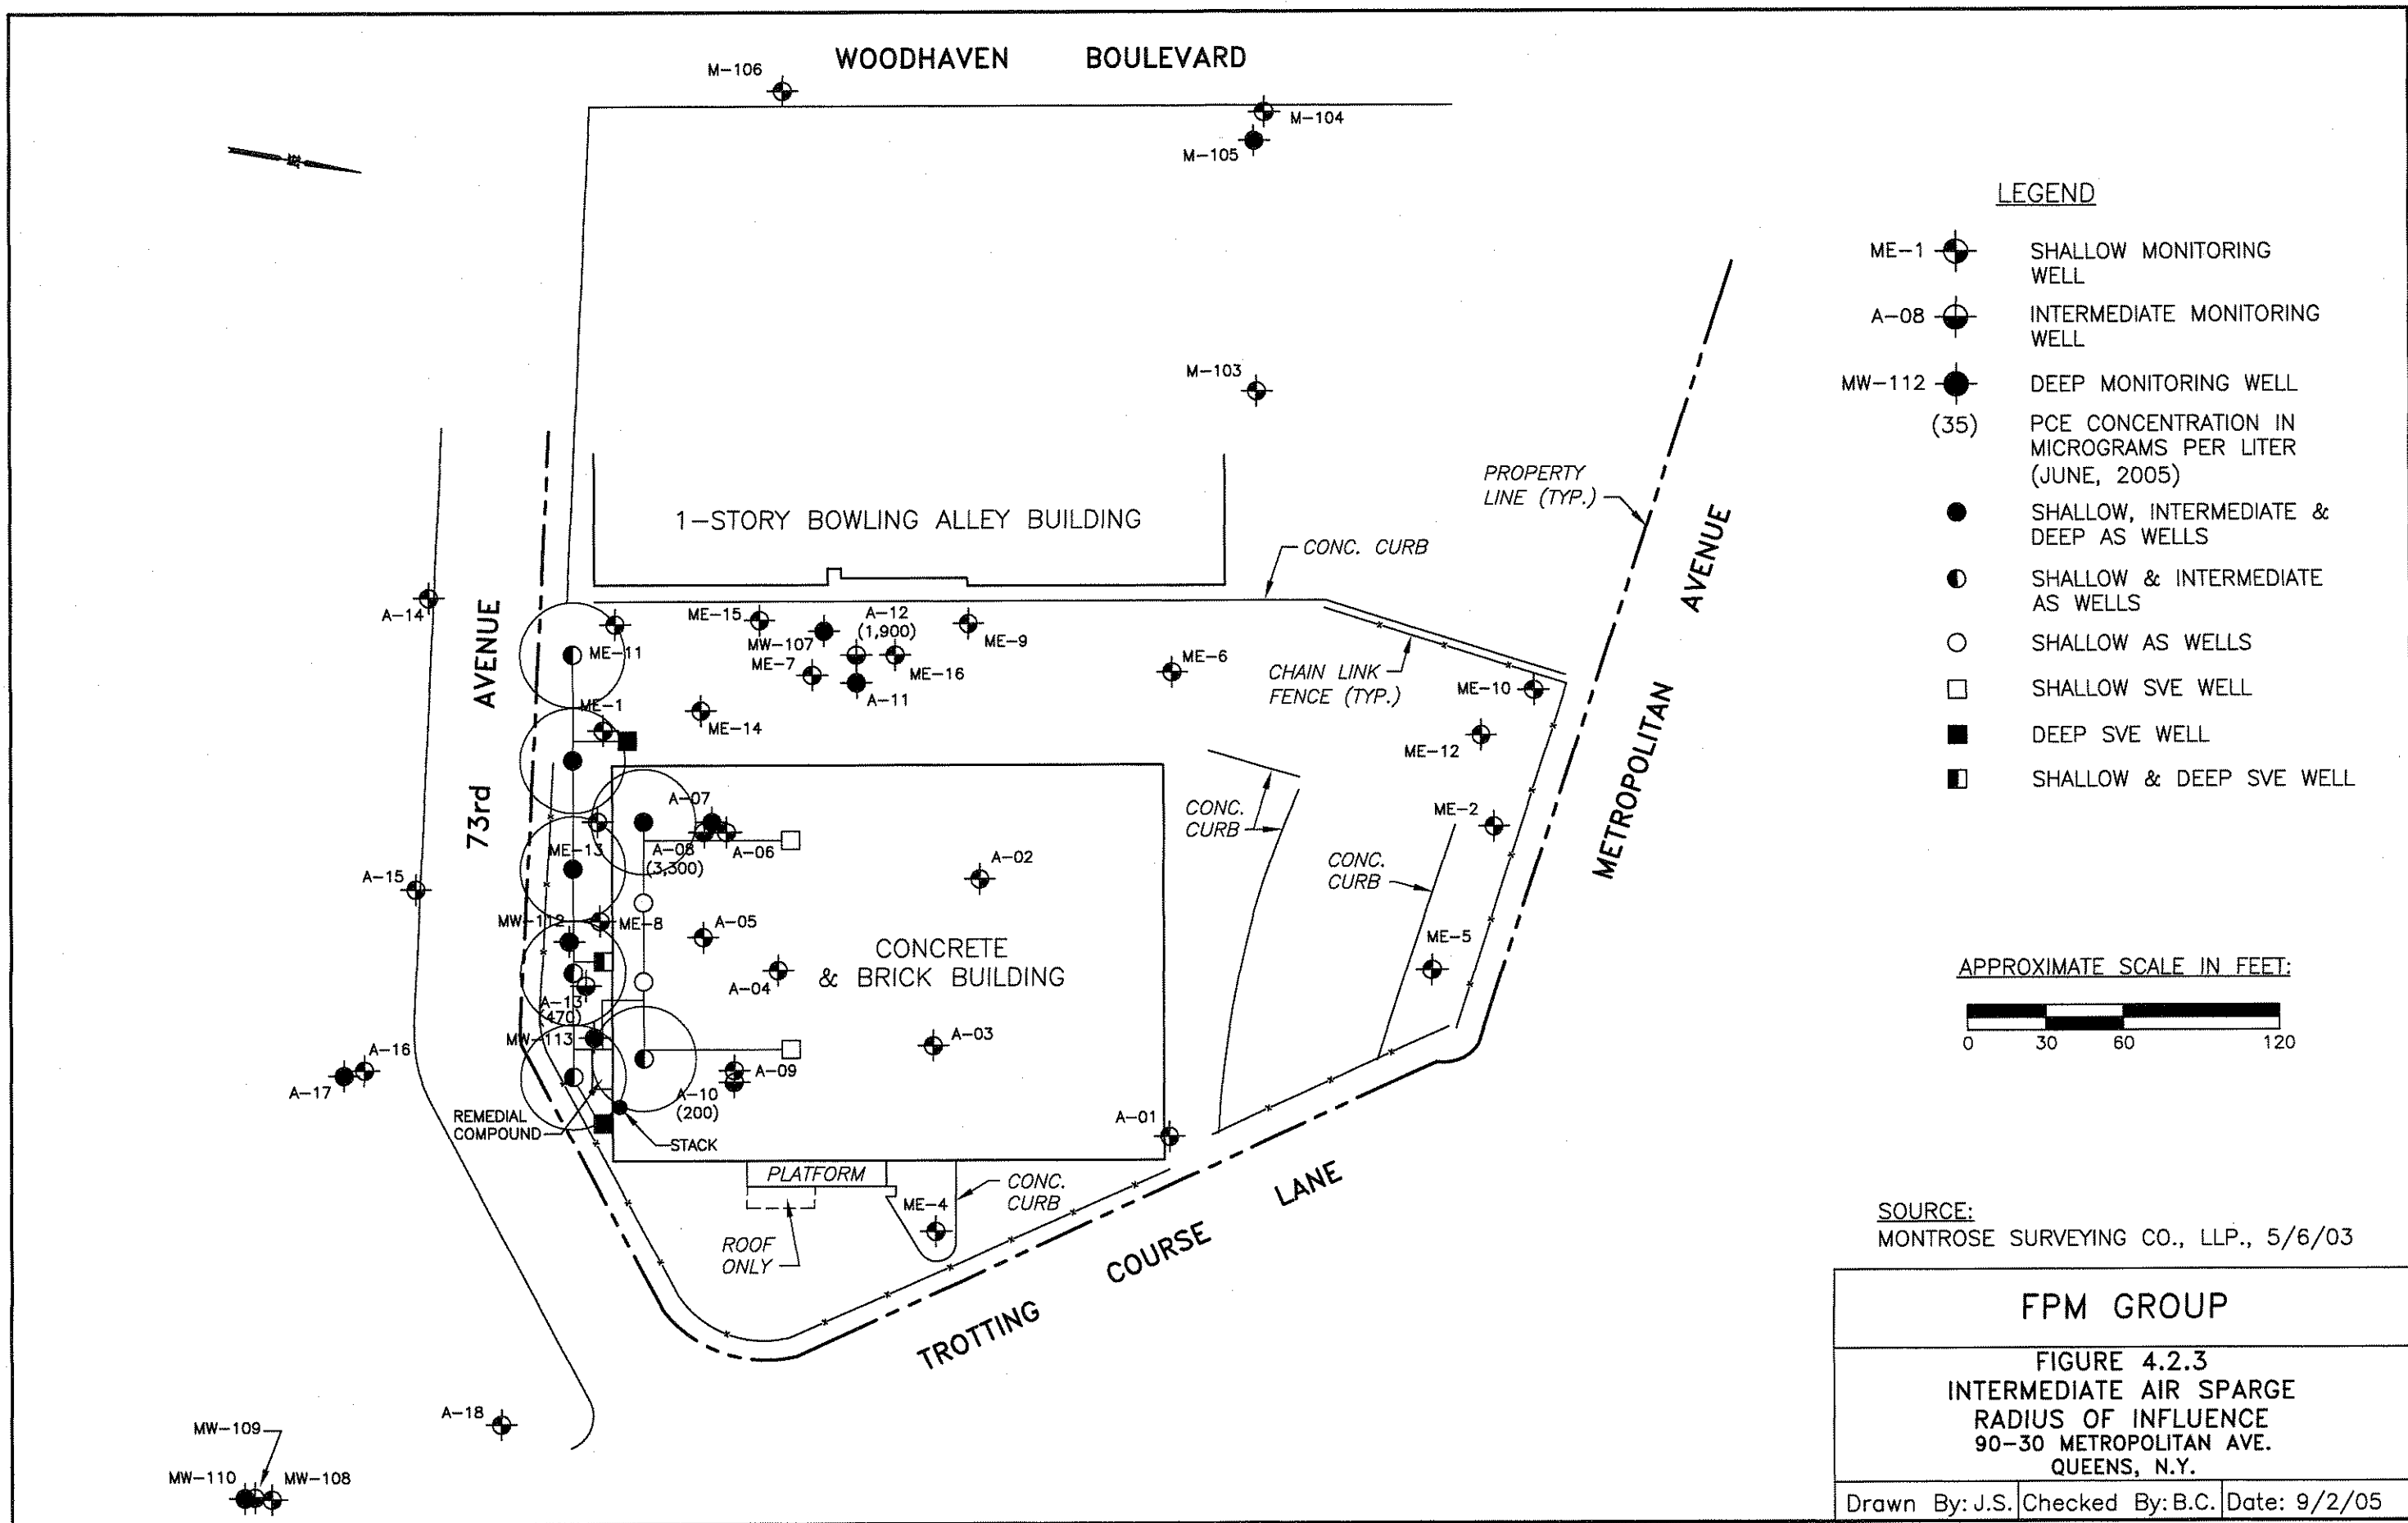 WOODHAVEN BOULEVARD
M-106
M-104
M-105
M-103
1-STORY BOWLING ALLEY BUILDING
PROPERTY
LINE (TYP.)
CONC. CURB
CHAIN LINK
FENCE (TYP.)
METROPOLITAN AVENUE
73rd AVENUE
A-14
ME-11
ME-15
MW-107
A-12
(1,900)
ME-9
ME-7
ME-16
A-11
ME-6
ME-10
ME-12
ME-1
ME-14
A-07
ME-13
A-08
(3,300)
A-06
A-02
CONC.
CURB
ME-2
CONC.
CURB
A-15
MW-112
ME-8
A-05
A-04
CONCRETE
& BRICK BUILDING
ME-5
A-13
(470)
MW-113
A-03
A-16
A-17
A-09
A-10
(200)
REMEDIAL
COMPOUND
STACK
A-01
PLATFORM
CONC.
CURB
ME-4
ROOF
ONLY
TROTTING COURSE LANE
A-18
MW-109
MW-110
MW-108
LEGEND
ME-1 SHALLOW MONITORING
WELL
A-08 INTERMEDIATE MONITORING
WELL
MW-112 DEEP MONITORING WELL
(35) PCE CONCENTRATION IN
MICROGRAMS PER LITER
(JUNE, 2005)
SHALLOW, INTERMEDIATE &
DEEP AS WELLS
SHALLOW & INTERMEDIATE
AS WELLS
SHALLOW AS WELLS
SHALLOW SVE WELL
DEEP SVE WELL
SHALLOW & DEEP SVE WELL
APPROXIMATE SCALE IN FEET:
0 30 60 120
SOURCE:
MONTROSE SURVEYING CO., LLP., 5/6/03
FPM GROUP
FIGURE 4.2.3
INTERMEDIATE AIR SPARGE
RADIUS OF INFLUENCE
90-30 METROPOLITAN AVE.
QUEENS, N.Y.
Drawn By: J.S. Checked By: B.C. Date: 9/2/05